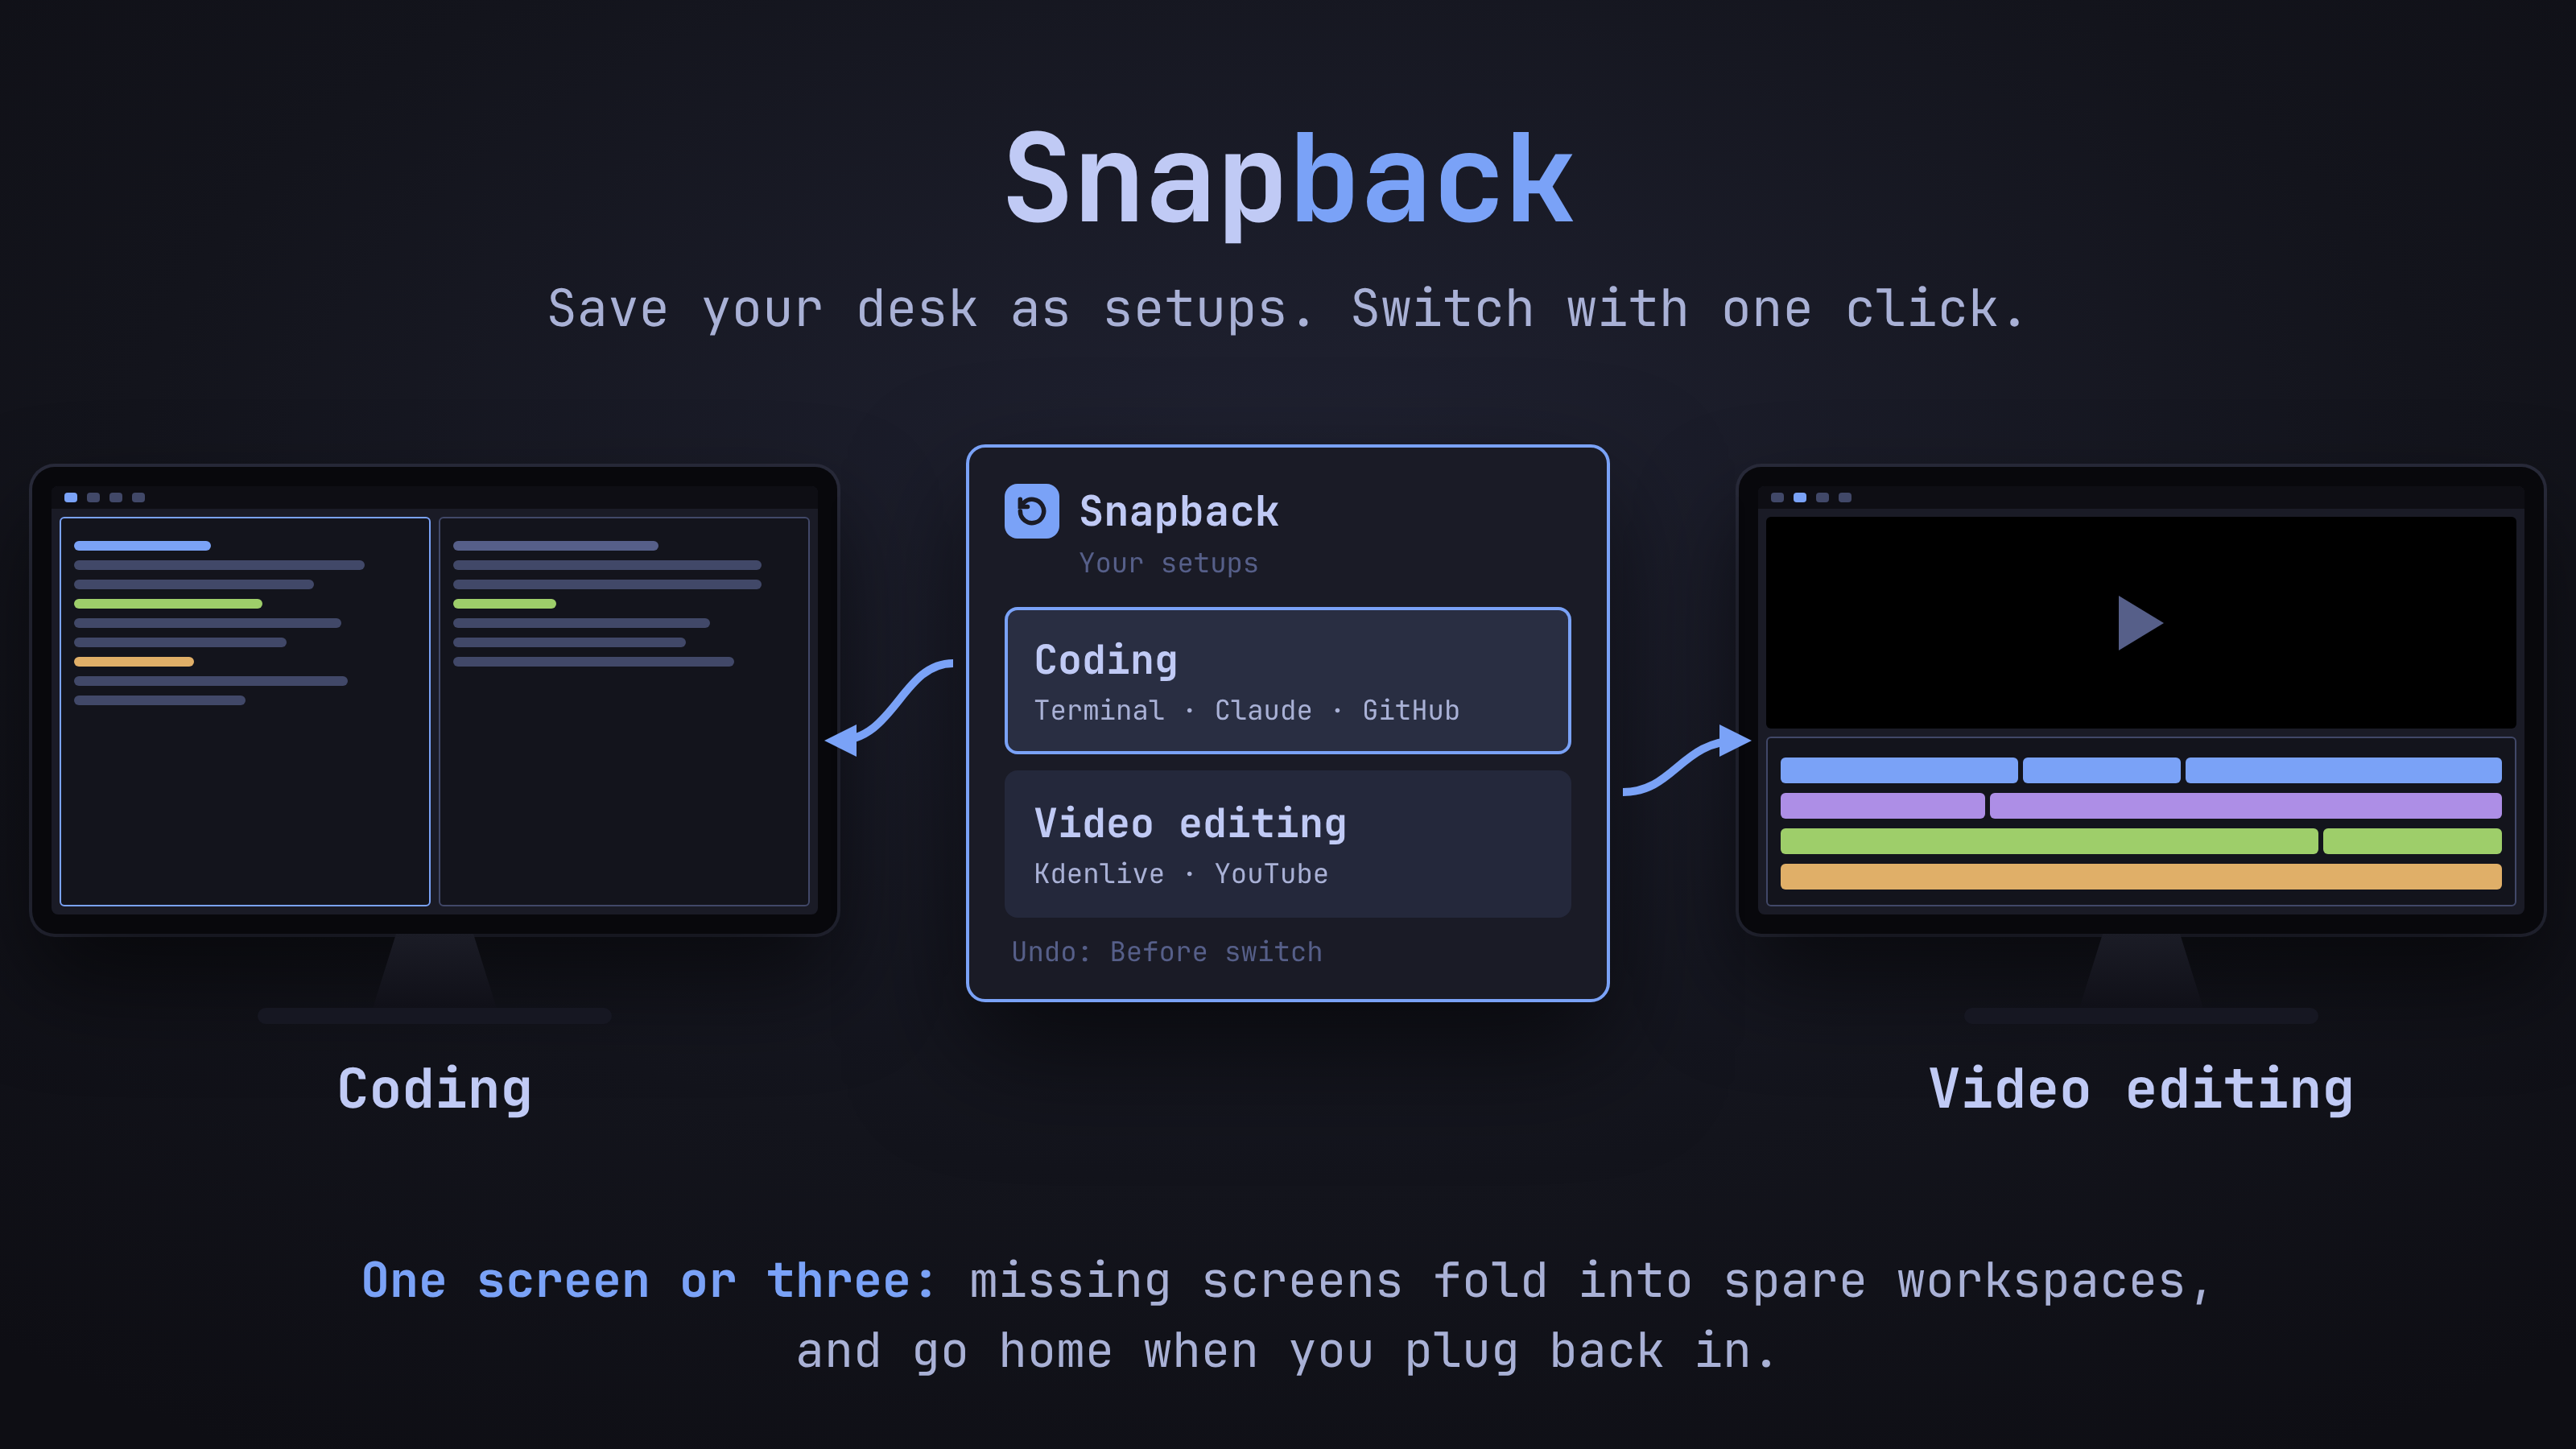 Snapback
Save your desk as setups. Switch with one click.
Snapback
Your setups
Coding
Terminal · Claude · GitHub
Video editing
Kdenlive · YouTube
Undo: Before switch
Coding
Video editing
One screen or three: missing screens fold into spare workspaces,
and go home when you plug back in.